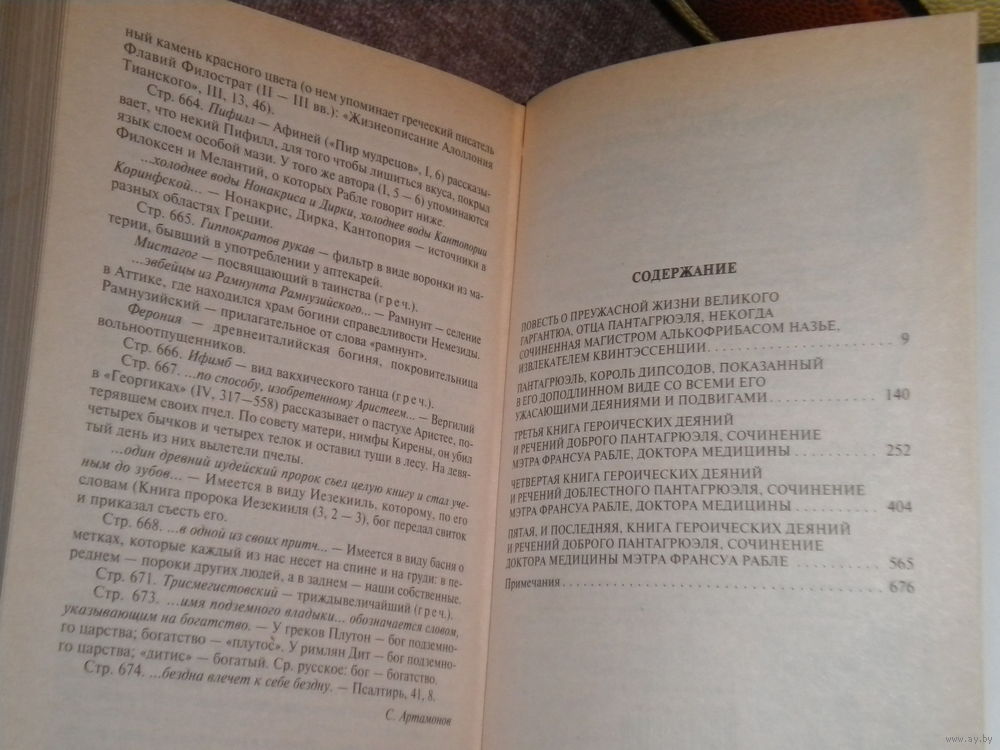 ный камень красного цвета (о нем упоминает греческий писатель
Флавий Филострат (II — III вв.): «Жизнеописание Аполлония
Тианского», III, 13, 46).
Стр. 664. Пифилл — Афиней («Пир мудрецов», I, 6) рассказы-
вает, что некий Пифилл, для того чтобы лишиться вкуса, покрыл
язык слоем особой мази. У того же автора (I, 5 — 6) упоминаются
Филоксен и Мелантий, о которых Рабле говорит ниже.
...холоднее воды Нонакриса и Дирки, холоднее воды Кантопории
Коринфской... — Нонакрис, Дирка, Кантопория — источники в
разных областях Греции.
Стр. 665. Гиппократов рукав — фильтр в виде воронки из ма-
терии, бывший в употреблении у аптекарей.
Мистагог — посвящающий в таинства (греч.).
...эвбейцы из Рамнунта Рамнузийского... — Рамнунт — селение
в Аттике, где находился храм богини справедливости Немезиды.
Рамнузийский — прилагательное от слова «рамнунт».
Ферония — древнеиталийская богиня, покровительница
вольноотпущенников.
Стр. 666. Ифимб — вид вакхического танца (греч.).
Стр. 667. ...по способу, изобретенному Аристеем... — Вергилий
в «Георгиках» (IV, 317—558) рассказывает о пастухе Аристее, по-
терявшем своих пчел. По совету матери, нимфы Кирены, он убил
четырех бычков и четырех телок и оставил туши в лесу. На девя-
тый день из них вылетели пчелы.
...один древний иудейский пророк съел целую книгу и стал уче-
ным до зубов... — Имеется в виду Иезекииль, которому, по его
словам (Книга пророка Иезекииля (3, 2 — 3), бог передал свиток
и приказал съесть его.
Стр. 668. ...в одной из своих притч... — Имеется в виду басня о
метках, которые каждый из нас несет на спине и на груди: в пе-
реднем — пороки других людей, а в заднем — наши собственные.
Стр. 671. Трисмегистовский — триждывеличайший (греч.).
Стр. 673. ...имя подземного владыки... обозначается словом,
указывающим на богатство. — У греков Плутон — бог подземно-
го царства; богатство — «плутос». У римлян Дит — бог подземно-
го царства; «дитис» — богатый. Ср. русское: бог — богатство.
Стр. 674. ...бездна влечет к себе бездну. — Псалтирь, 41, 8.
С. Артамонов
СОДЕРЖАНИЕ
ПОВЕСТЬ О ПРЕУЖАСНОЙ ЖИЗНИ ВЕЛИКОГО
ГАРГАНТЮА, ОТЦА ПАНТАГРЮЭЛЯ, НЕКОГДА
СОЧИНЕННАЯ МАГИСТРОМ АЛЬКОФРИБАСОМ НАЗЬЕ,
ИЗВЛЕКАТЕЛЕМ КВИНТЭССЕНЦИИ. . . . . . . . . . . . . . . . 9
ПАНТАГРЮЭЛЬ, КОРОЛЬ ДИПСОДОВ, ПОКАЗАННЫЙ
В ЕГО ДОПОДЛИННОМ ВИДЕ СО ВСЕМИ ЕГО
УЖАСАЮЩИМИ ДЕЯНИЯМИ И ПОДВИГАМИ . . . . . . . . . . 140
ТРЕТЬЯ КНИГА ГЕРОИЧЕСКИХ ДЕЯНИЙ
И РЕЧЕНИЙ ДОБРОГО ПАНТАГРЮЭЛЯ, СОЧИНЕНИЕ
МЭТРА ФРАНСУА РАБЛЕ, ДОКТОРА МЕДИЦИНЫ . . . . . . . . 252
ЧЕТВЕРТАЯ КНИГА ГЕРОИЧЕСКИХ ДЕЯНИЙ
И РЕЧЕНИЙ ДОБЛЕСТНОГО ПАНТАГРЮЭЛЯ, СОЧИНЕНИЕ
МЭТРА ФРАНСУА РАБЛЕ, ДОКТОРА МЕДИЦИНЫ . . . . . . . . 404
ПЯТАЯ, И ПОСЛЕДНЯЯ, КНИГА ГЕРОИЧЕСКИХ ДЕЯНИЙ
И РЕЧЕНИЙ ДОБРОГО ПАНТАГРЮЭЛЯ, СОЧИНЕНИЕ
ДОКТОРА МЕДИЦИНЫ МЭТРА ФРАНСУА РАБЛЕ . . . . . . . . 565
Примечания . . . . . . . . . . . . . . . . . . . . . . . . 676
www.ay.by